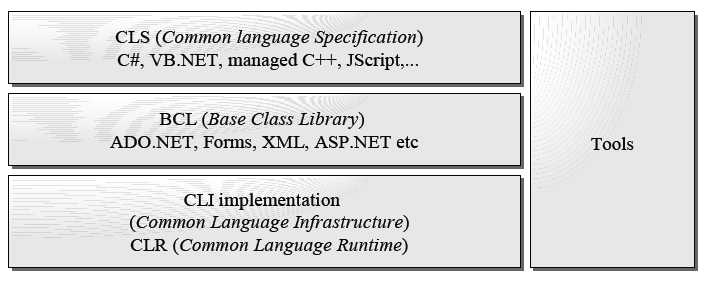 CLS (Common language Specification)
C#, VB.NET, managed C++, JScript,...
BCL (Base Class Library)
ADO.NET, Forms, XML, ASP.NET etc
CLI implementation
(Common Language Infrastructure)
CLR (Common Language Runtime)
Tools